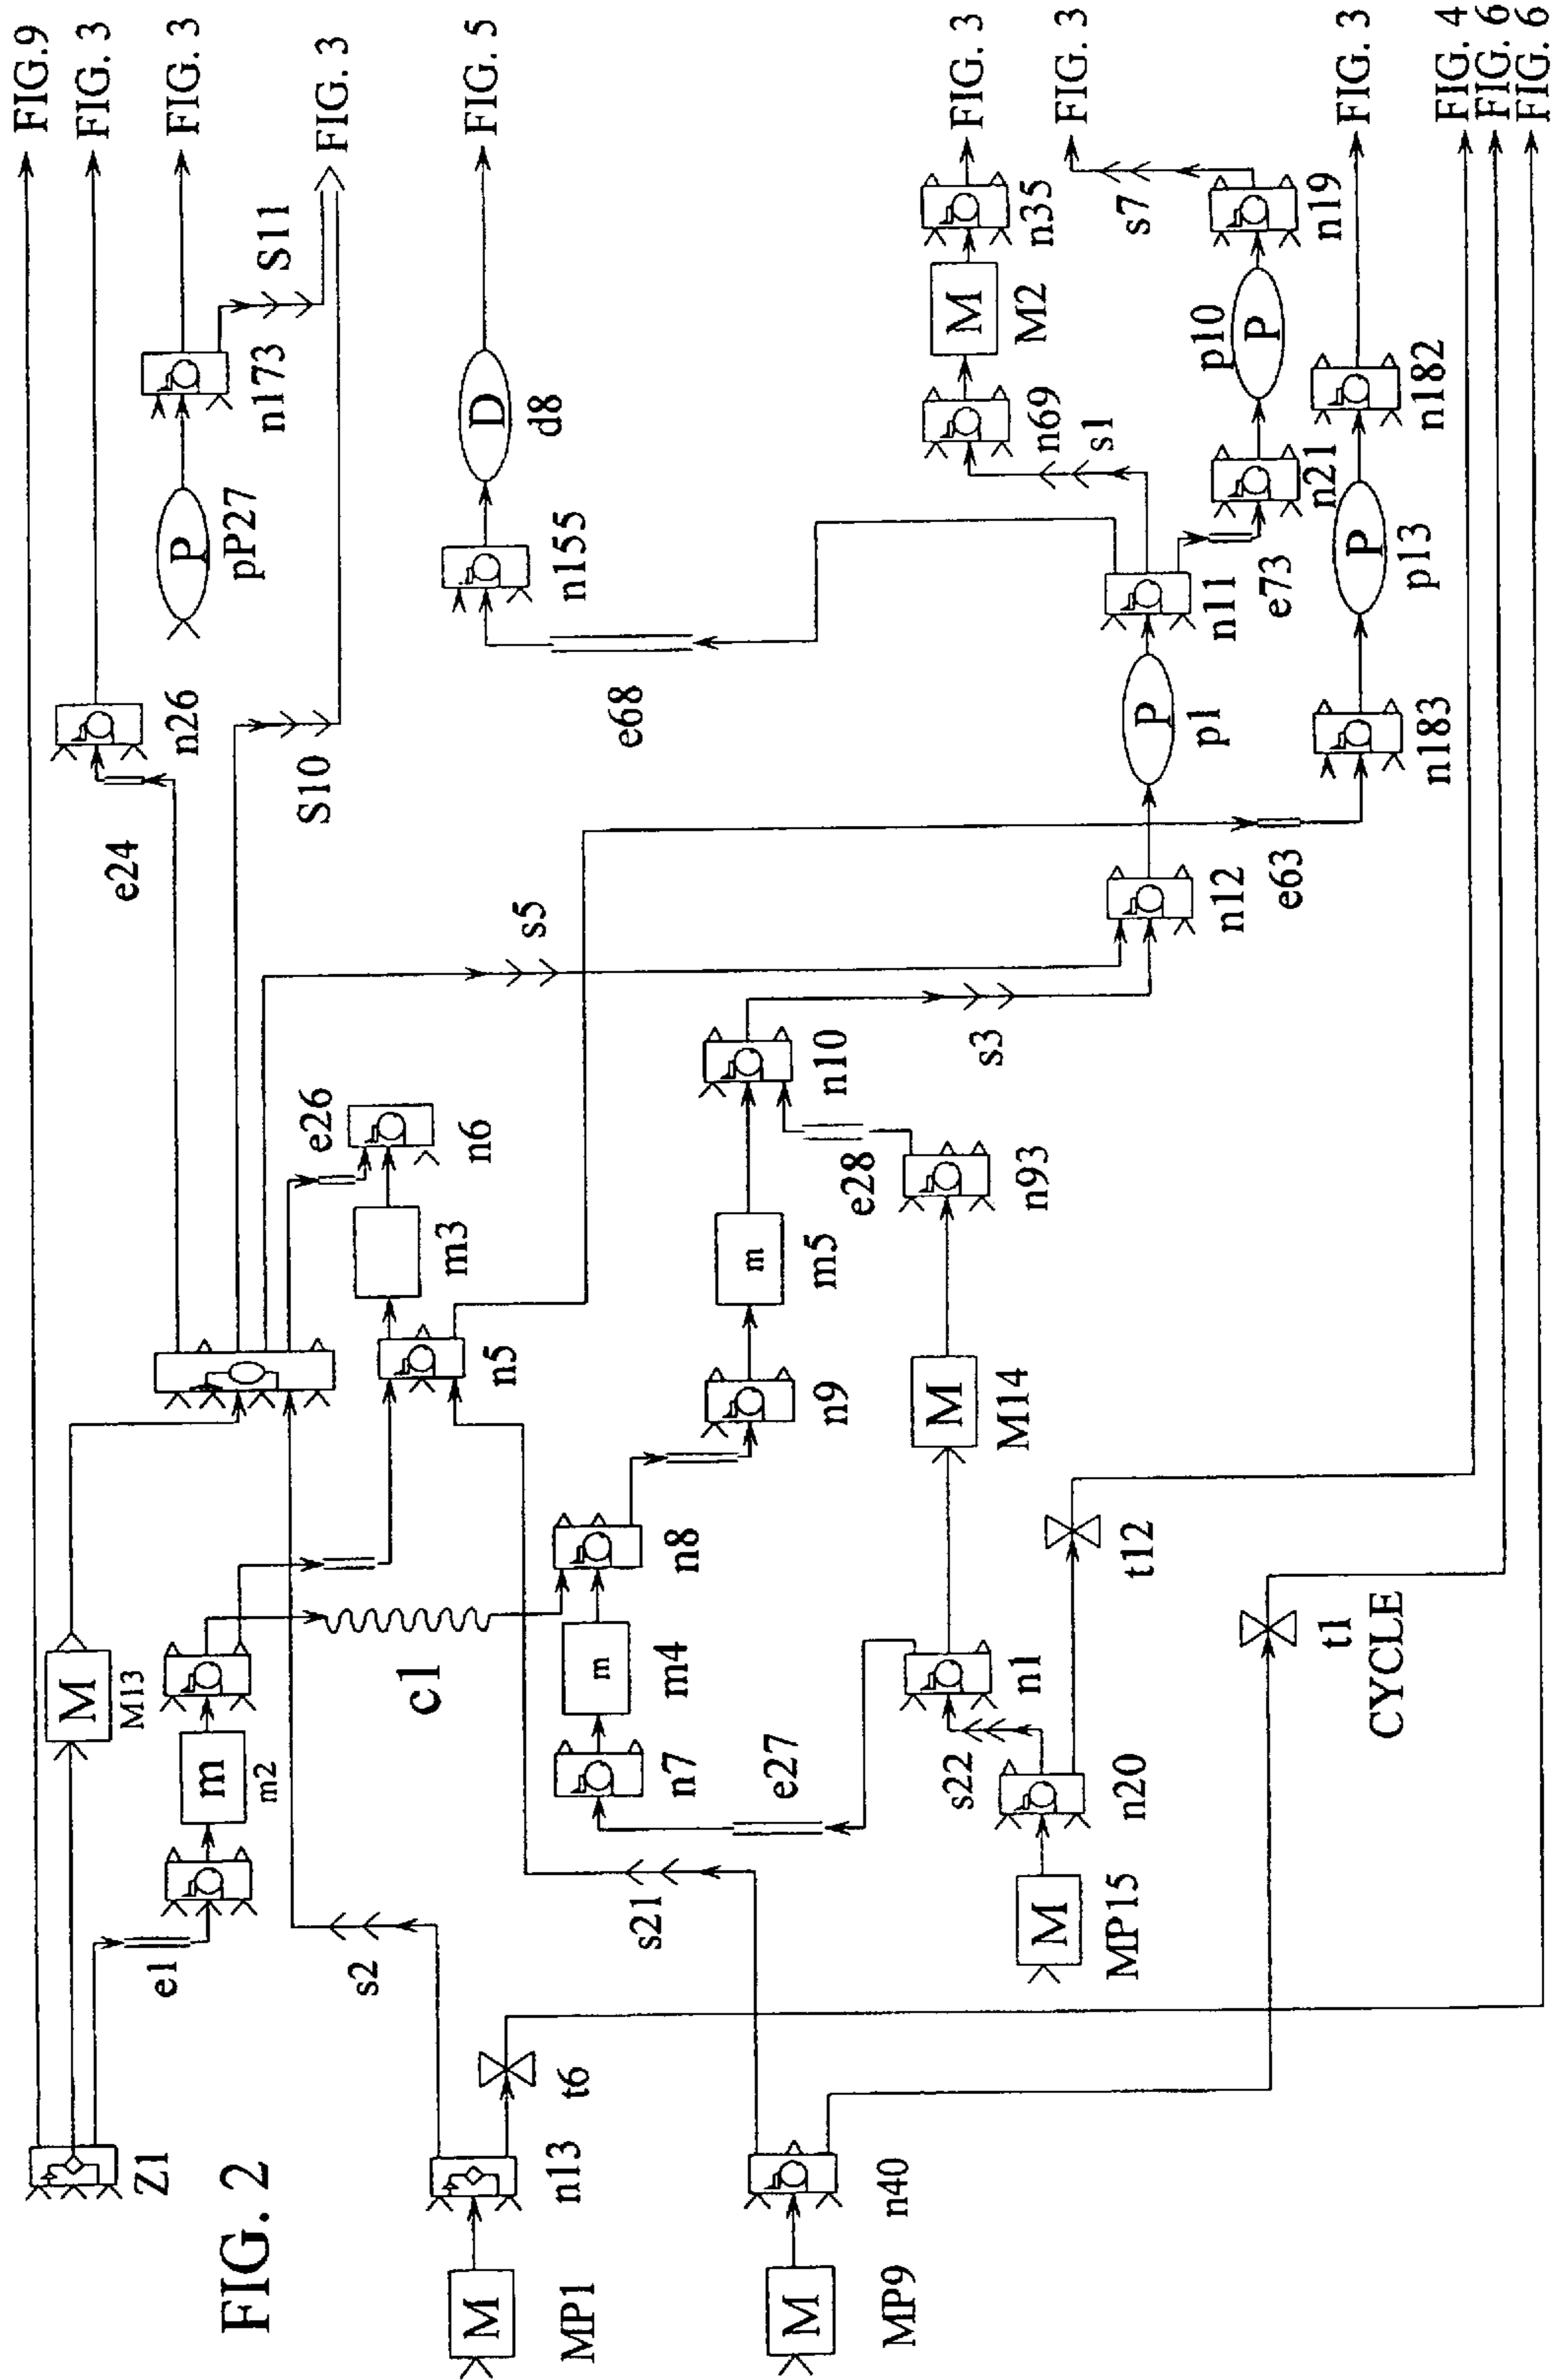 FIG. 2
FIG.9
FIG. 3
FIG. 3
FIG. 3
FIG. 5
FIG. 3
FIG. 3
FIG. 3
FIG. 4
FIG. 6
FIG. 6
Z1
M
M13
e1
m
m2
s2
M
MP1
n13
t6
M
MP9
n40
s21
c1
e24
n26
P
pP27
n173
S11
S10
s5
e26
n6
m3
n5
n7
m
m4
n8
e27
n9
m
m5
n10
s3
M
MP15
n20
s22
n1
t12
t1
CYCLE
M
M14
n93
e28
n12
e63
P
p1
n11
e68
n155
D
d8
s1
n69
M
M2
n35
e73
n21
P
p10
n19
s7
n183
P
p13
n182